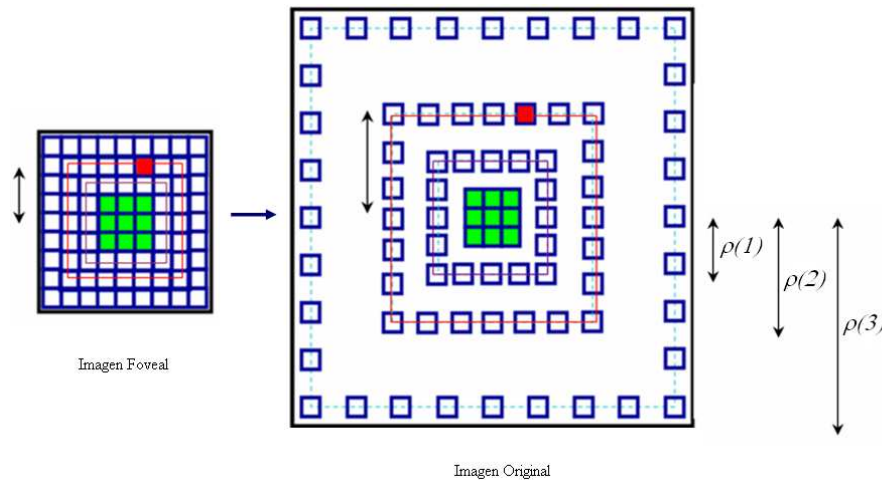 ρ(1)
ρ(2)
ρ(3)
Imagen Foveal
Imagen Original